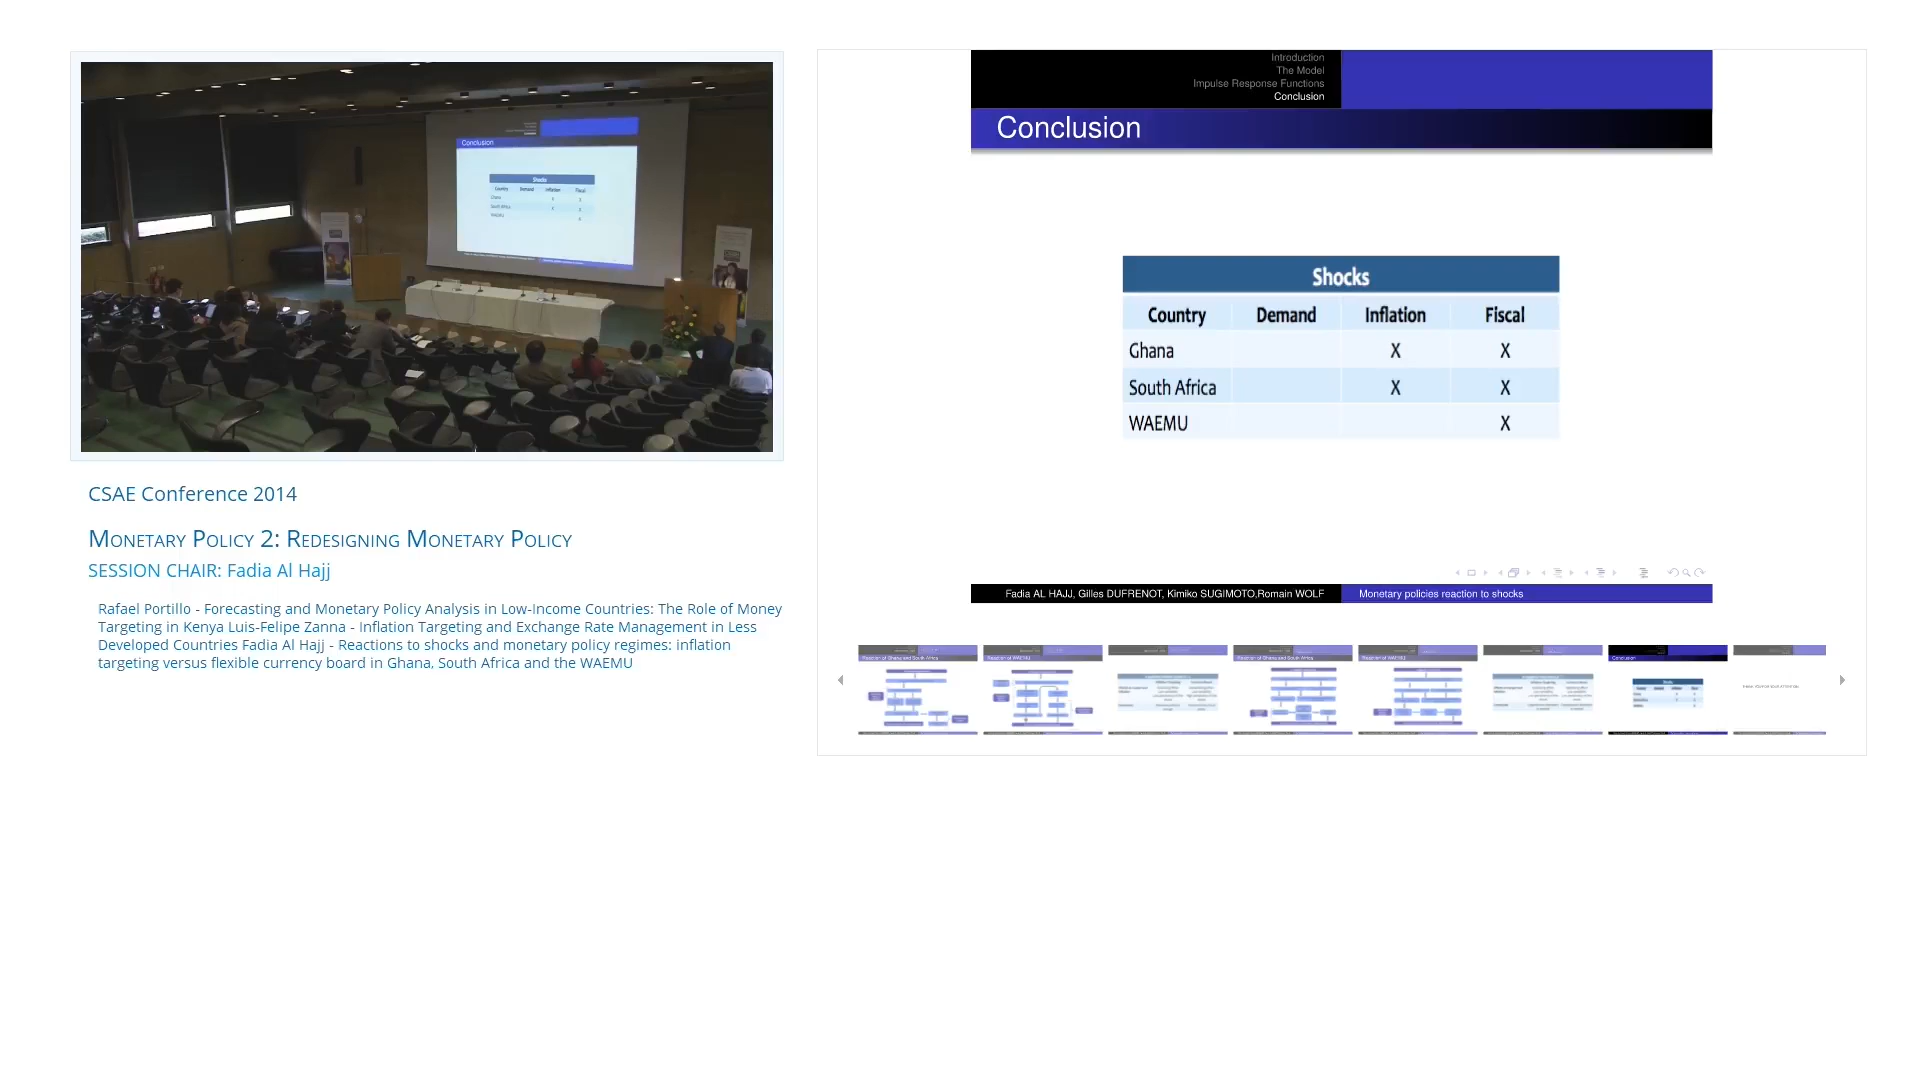 CSAE Conference 2014
Monetary Policy 2: Redesigning Monetary Policy
SESSION CHAIR: Fadia Al Hajj
Rafael Portillo - Forecasting and Monetary Policy Analysis in Low-Income Countries: The Role of Money
Targeting in Kenya Luis-Felipe Zanna - Inflation Targeting and Exchange Rate Management in Less
Developed Countries Fadia Al Hajj - Reactions to shocks and monetary policy regimes: inflation
targeting versus flexible currency board in Ghana, South Africa and the WAEMU
Introduction
The Model
Impulse Response Functions
Conclusion
Conclusion
Shocks
Country Demand Inflation Fiscal
Ghana X X
South Africa X X
WAEMU X
Fadia AL HAJJ, Gilles DUFRENOT, Kimiko SUGIMOTO,Romain WOLF Monetary policies reaction to shocks